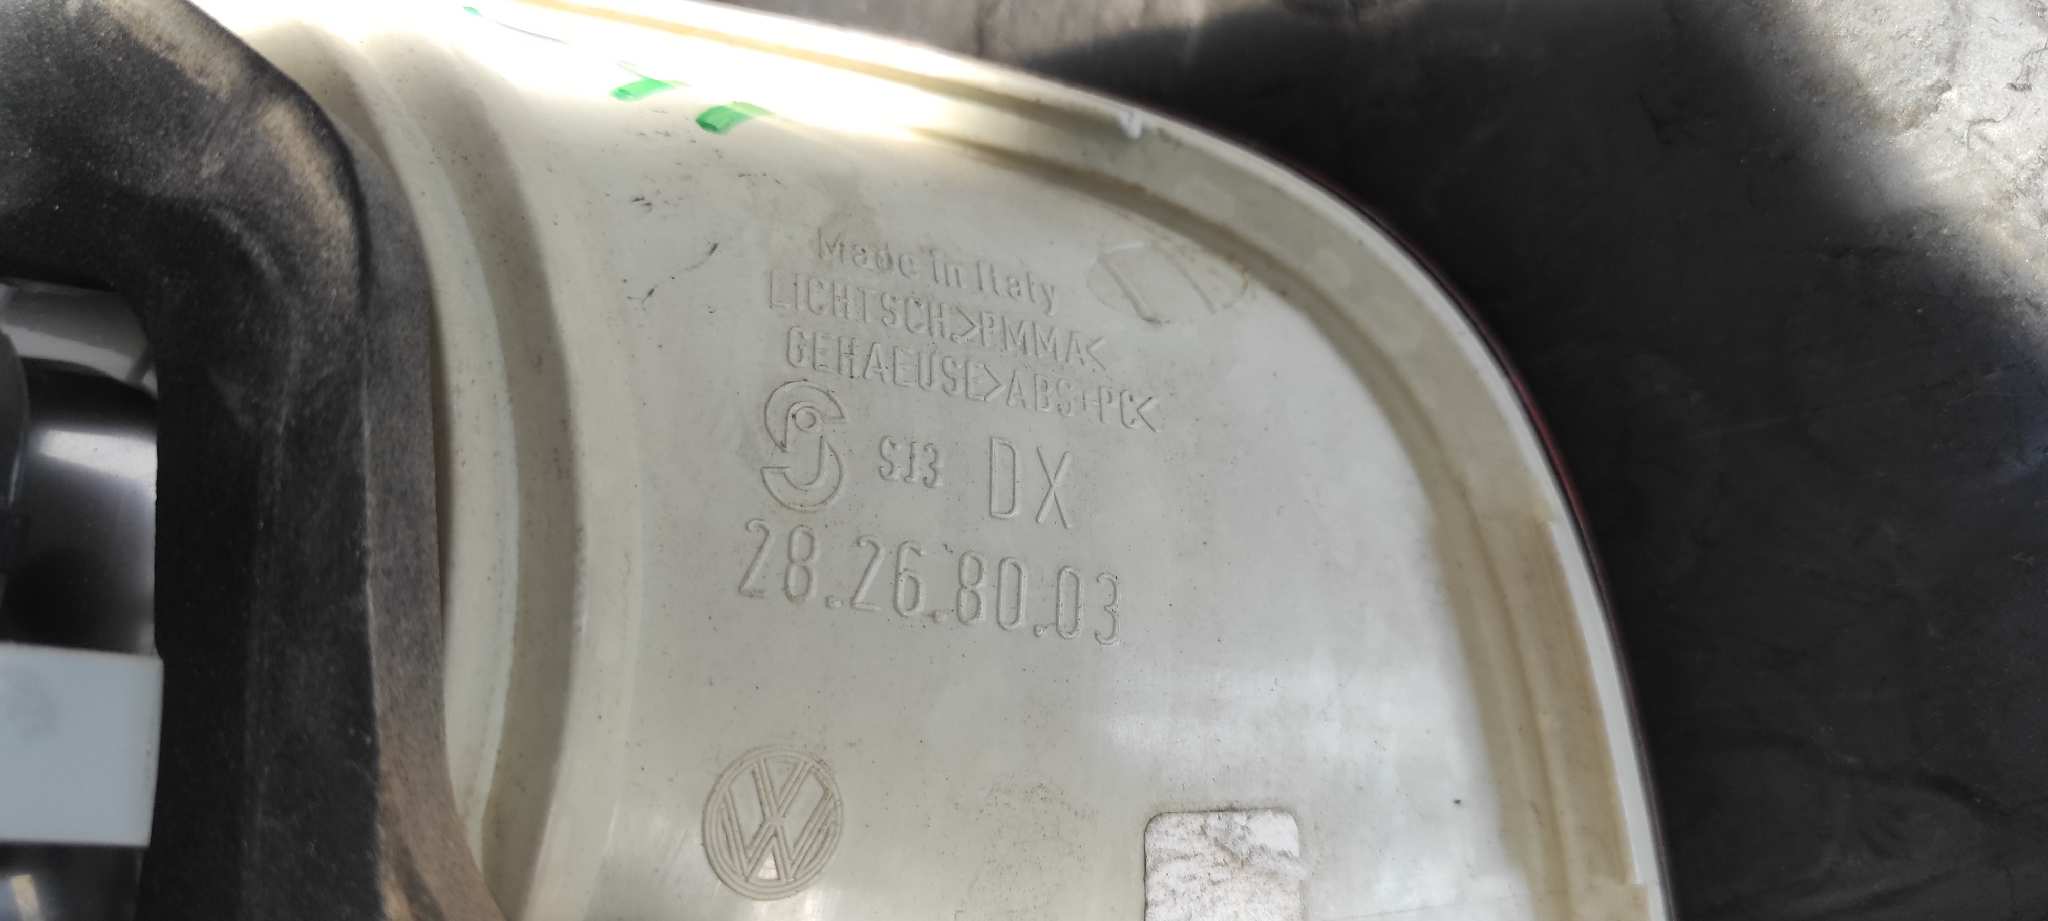 Made in Italy
LICHTSCH.>PMMA<
GEHAEUSE>ABS+PC<
SJ3 DX
28.26.80.03